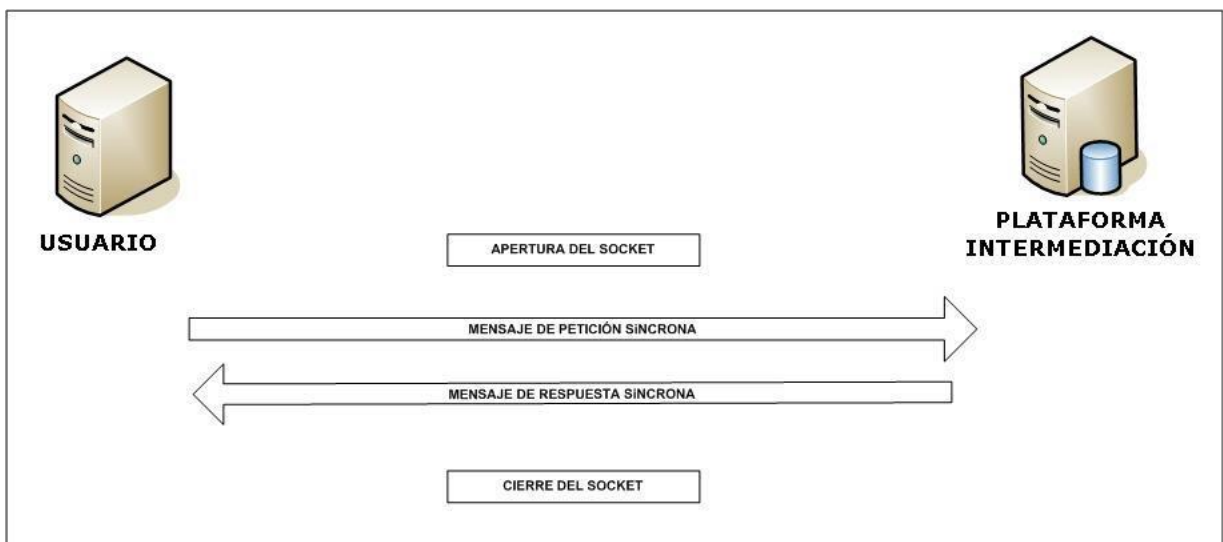 USUARIO
PLATAFORMA
INTERMEDIACIÓN
APERTURA DEL SOCKET
MENSAJE DE PETICIÓN SíNCRONA
MENSAJE DE RESPUESTA SíNCRONA
CIERRE DEL SOCKET